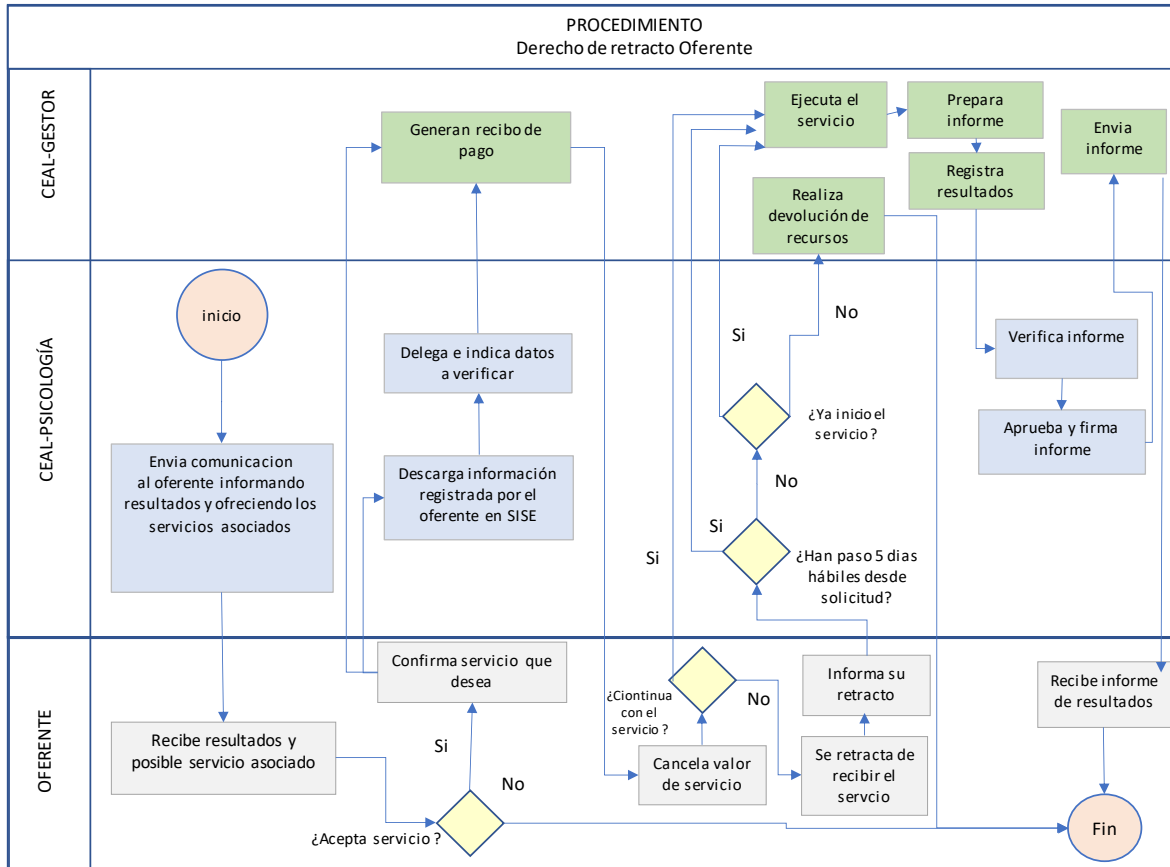 PROCEDIMIENTO
Derecho de retracto Oferente
CEAL-GESTOR
Generan recibo de
pago
Ejecuta el
servicio
Prepara
informe
Envia
informe
Registra
resultados
Realiza
devolución de
recursos
CEAL-PSICOLOGÍA
inicio
Delega e indica datos
a verificar
Si
No
Verifica informe
¿Ya inicio el
servicio ?
Aprueba y firma
informe
Envia comunicacion
al oferente informando
resultados y ofreciendo los
servicios asociados
Descarga información
registrada por el
oferente en SISE
No
Si
Si
¿Han paso 5 dias
hábiles desde
solicitud?
OFERENTE
Confirma servicio que
desea
¿Ciontinua
con el
servicio ?
No
Informa su
retracto
Recibe informe
de resultados
Recibe resultados y
posible servicio asociado
Si
No
Cancela valor
de servicio
Se retracta de
recibir el
servcio
¿Acepta servicio ?
Fin